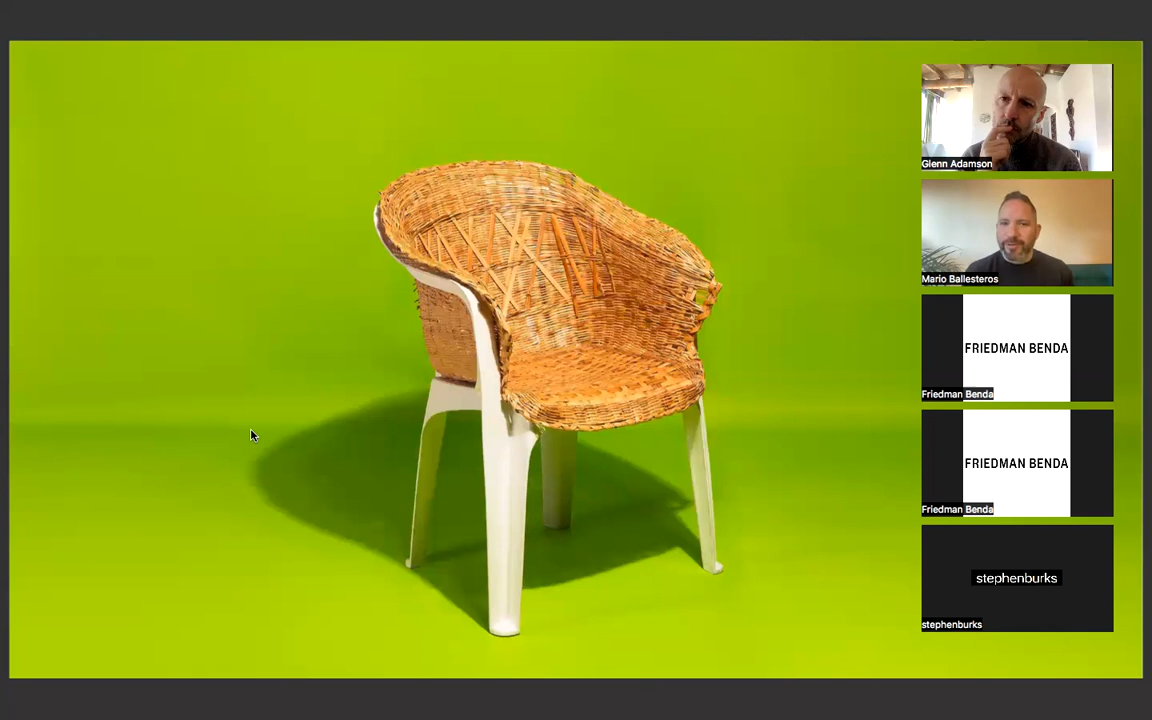 Glenn Adamson
Mario Ballesteros
FRIEDMAN BENDA
Friedman Benda
FRIEDMAN BENDA
Friedman Benda
stephenburks
stephenburks